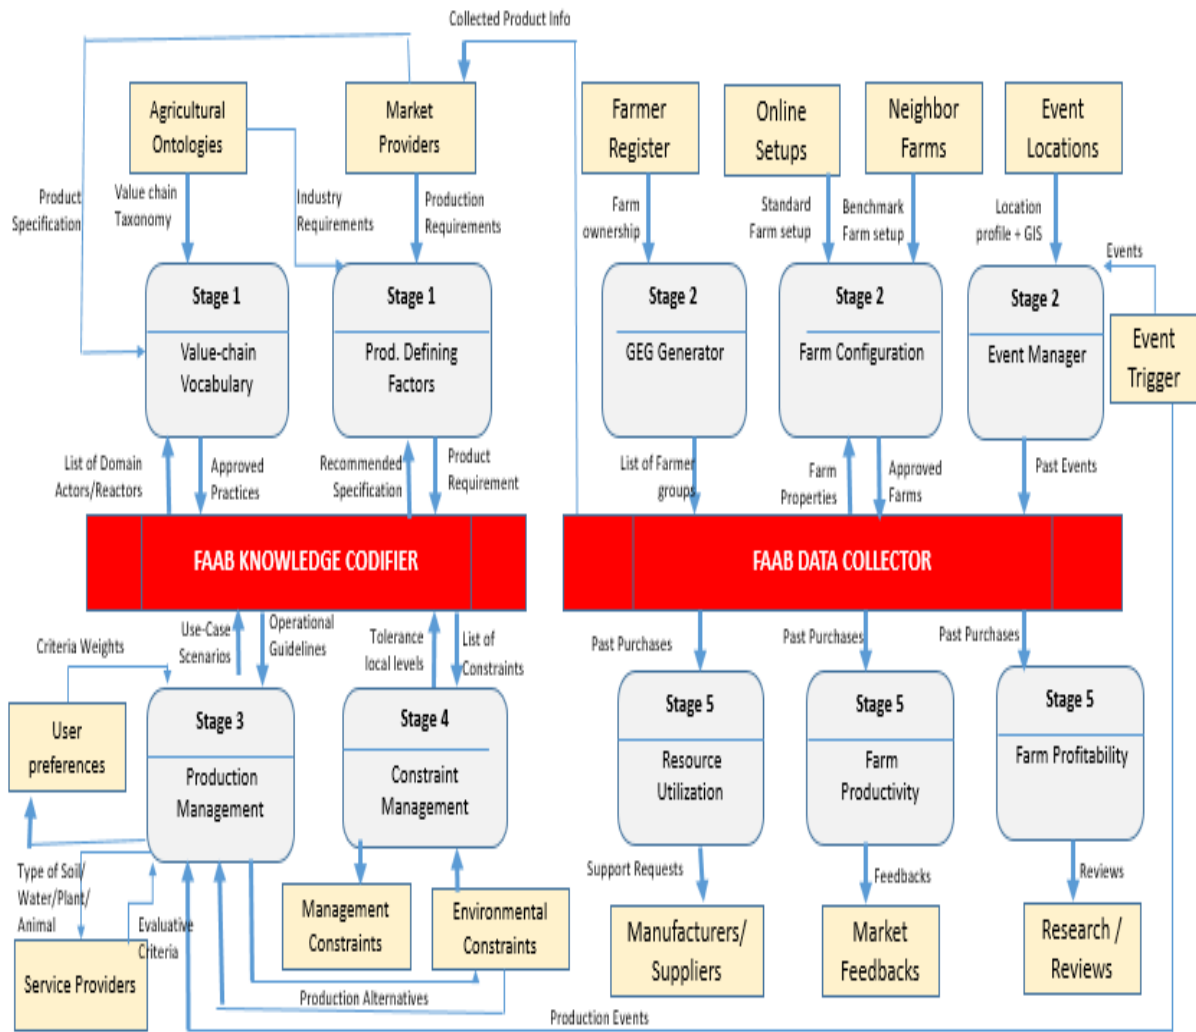 Collected Product Info
Agricultural
Ontologies
Market
Providers
Farmer
Register
Online
Setups
Neighbor
Farms
Event
Locations
Product
Specification
Value chain
Taxonomy
Industry
Requirements
Production
Requirements
Farm
ownership
Standard
Farm setup
Benchmark
Farm setup
Location
profile + GIS
Events
Stage 1
Value-chain
Vocabulary
Stage 1
Prod. Defining
Factors
Stage 2
GEG Generator
Stage 2
Farm Configuration
Stage 2
Event Manager
Event
Trigger
List of Domain
Actors/Reactors
Approved
Practices
Recommended
Specification
Product
Requirement
List of Farmer
groups
Farm
Properties
Approved
Farms
Past Events
FAAB KNOWLEDGE CODIFIER
FAAB DATA COLLECTOR
Criteria Weights
Use-Case
Scenarios
Operational
Guidelines
Tolerance
local levels
List of
Constraints
Past Purchases
Past Purchases
Past Purchases
User
preferences
Stage 3
Production
Management
Stage 4
Constraint
Management
Stage 5
Resource
Utilization
Stage 5
Farm
Productivity
Stage 5
Farm Profitability
Type of Soil/
Water/Plant/
Animal
Evaluative
Criteria
Support Requests
Feedbacks
Reviews
Service Providers
Management
Constraints
Environmental
Constraints
Manufacturers/
Suppliers
Market
Feedbacks
Research /
Reviews
Production Alternatives
Production Events